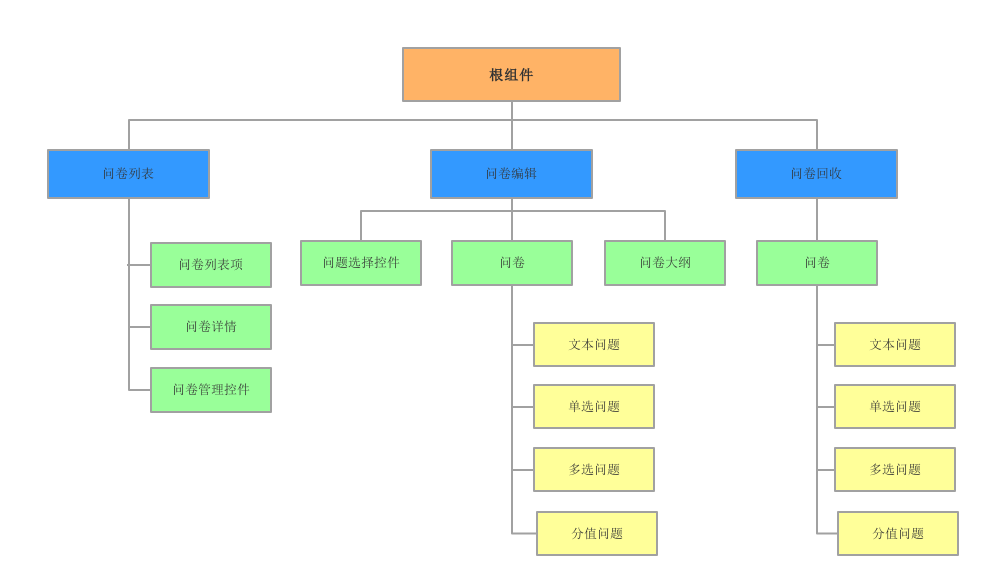 根组件
问卷列表
问卷编辑
问卷回收
问卷列表项
问卷详情
问卷管理控件
问题选择控件
问卷
问卷大纲
问卷
文本问题
单选问题
多选问题
分值问题
文本问题
单选问题
多选问题
分值问题